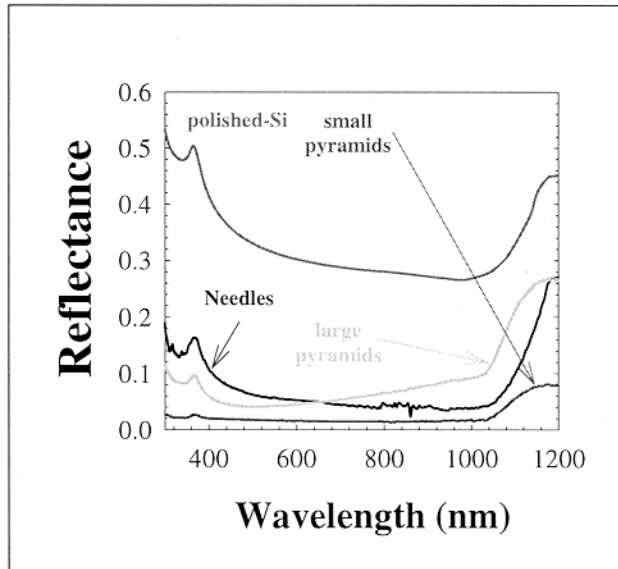 0.6
0.5
0.4
0.3
0.2
0.1
0.0
Reflectance
polished-Si
small
pyramids
Needles
large
pyramids
400
600
800
1000
1200
Wavelength (nm)